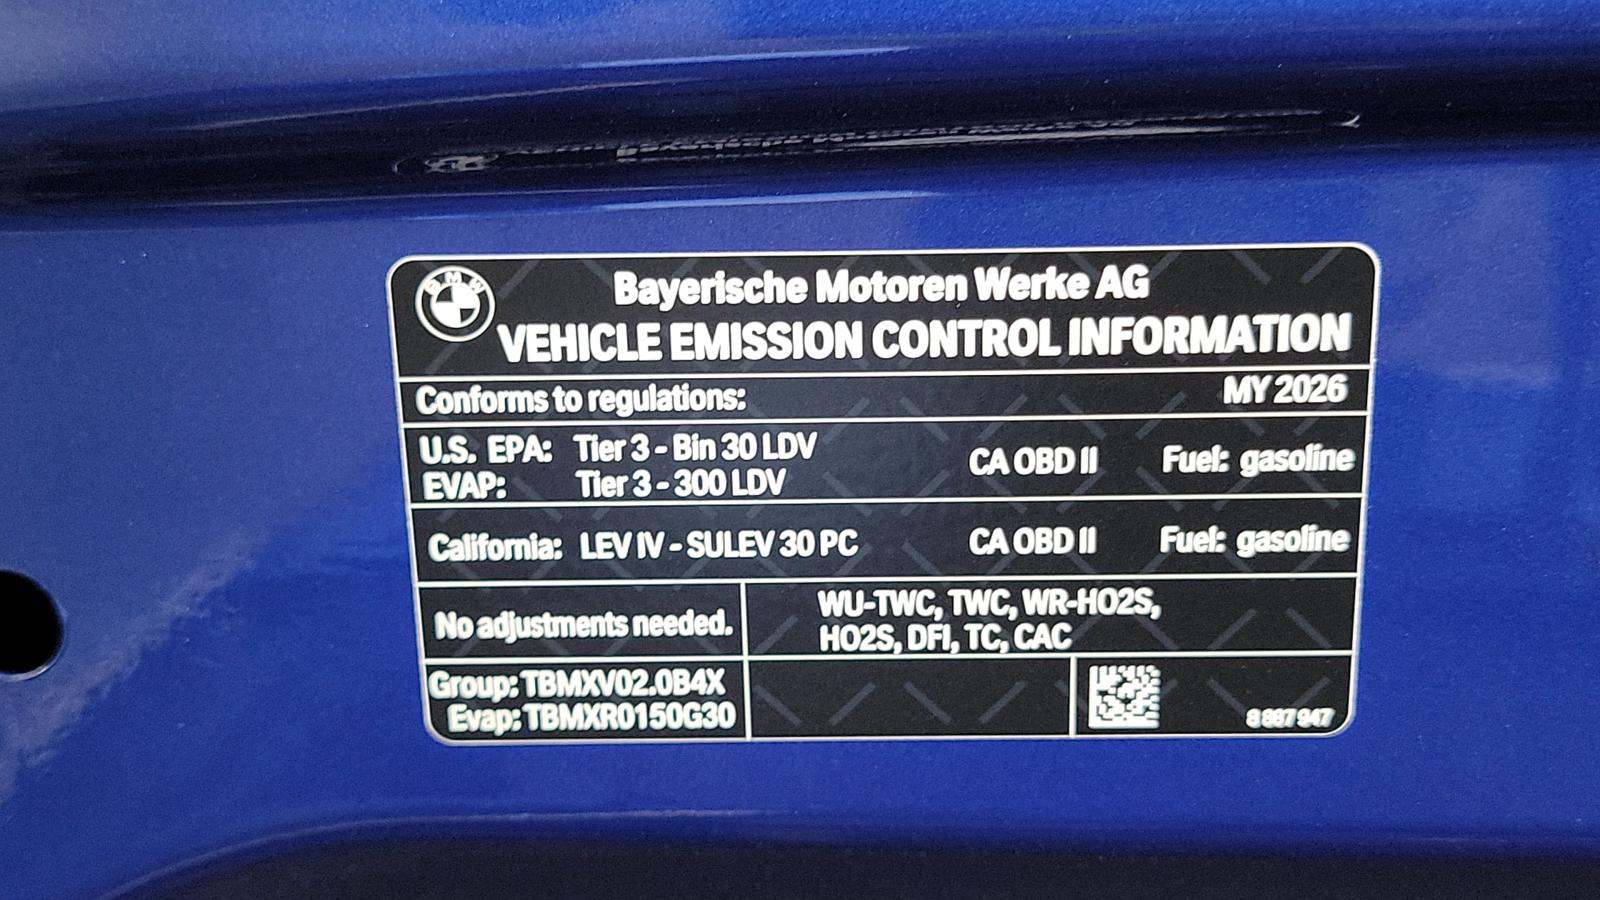 BMW
Bayerische Motoren Werke AG
VEHICLE EMISSION CONTROL INFORMATION
Conforms to regulations: MY 2026
U.S. EPA: Tier 3 - Bin 30 LDV
EVAP: Tier 3 - 300 LDV
CA OBD II Fuel: gasoline
California: LEV IV - SULEV 30 PC CA OBD II Fuel: gasoline
No adjustments needed.
WU-TWC, TWC, WR-HO2S,
HO2S, DFI, TC, CAC
Group: TBMXV02.0B4X
Evap: TBMXR0150G30